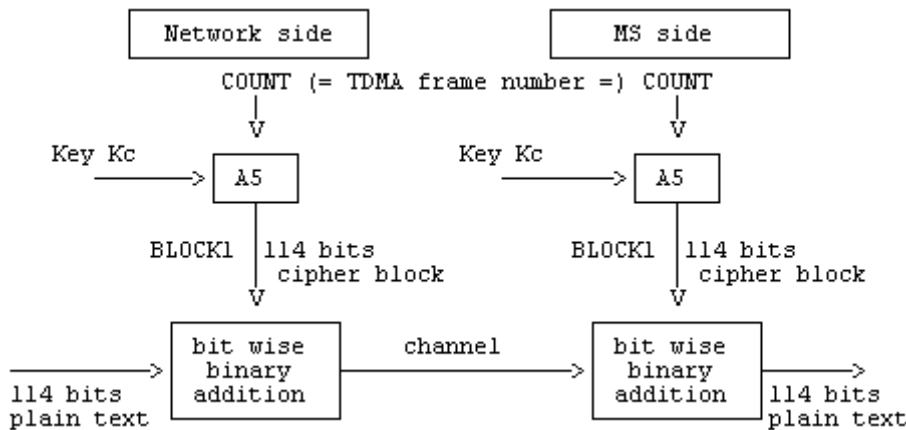 Network side
MS side
COUNT (= TDMA frame number =) COUNT
Key Kc
A5
Key Kc
A5
BLOCK1
114 bits
cipher block
BLOCK1
114 bits
cipher block
bit wise
binary
addition
channel
bit wise
binary
addition
114 bits
plain text
114 bits
plain text